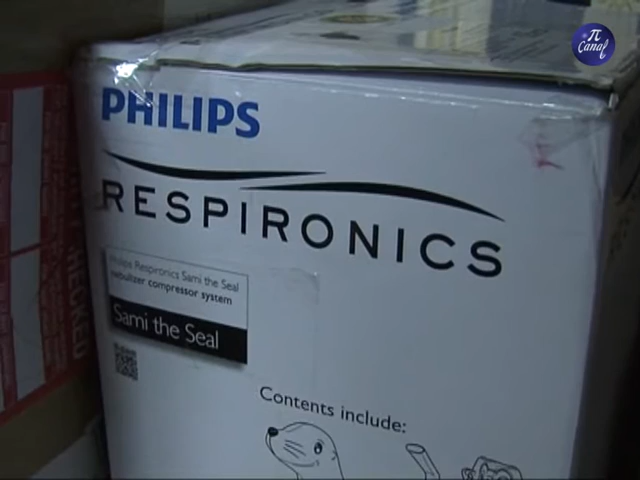 π
Canal
PHILIPS
RESPIRONICS
Philips Respironics Sami the Seal
nebulizer compressor system
Sami the Seal
Contents include: